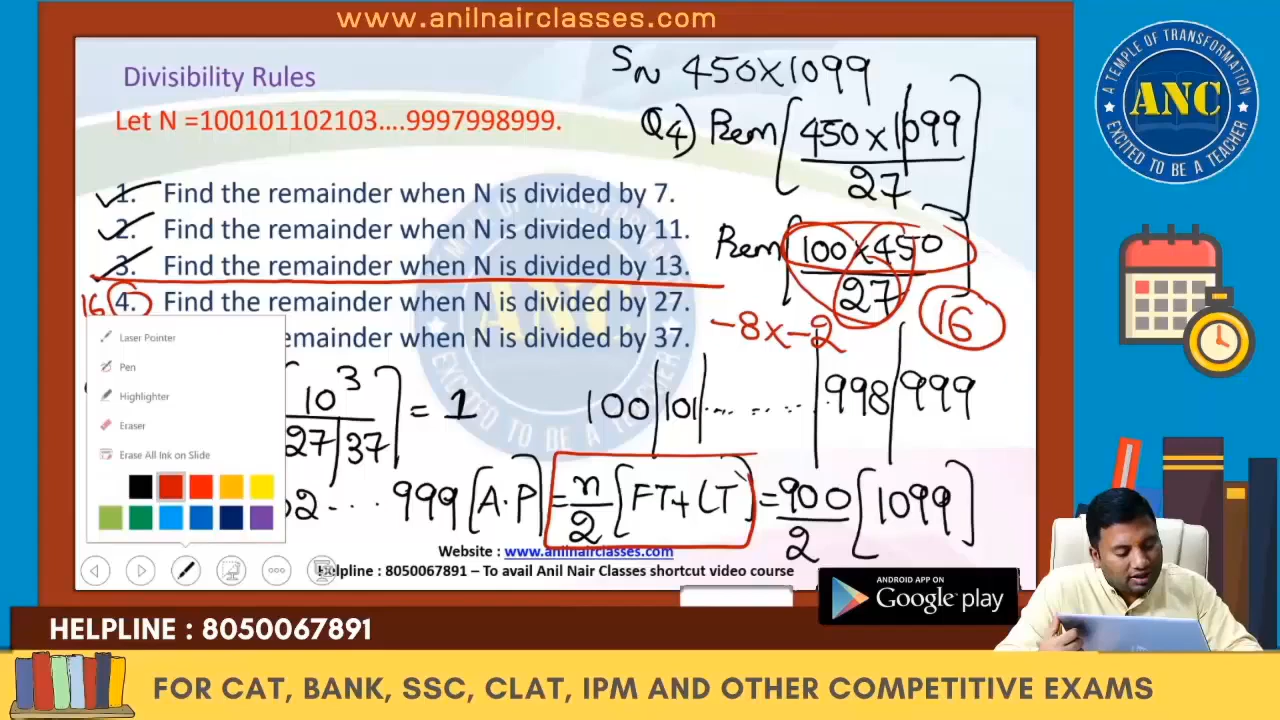 www.anilnairclasses.com
Divisibility Rules
Let N =100101102103....9997998999.
1. Find the remainder when N is divided by 7.
2. Find the remainder when N is divided by 11.
3. Find the remainder when N is divided by 13.
16 4. Find the remainder when N is divided by 27.
emainder when N is divided by 37.
SN 450×1099
Q4) Rem [450×1099
27]
Rem [100×450
27]
-8×-2
16
Laser Pointer
Pen
Highlighter
Eraser
Erase All Ink on Slide
10³
27|37] = 1
100|101|........|998|999
02... 999 [A.P] = n/2 [FT+LT] = 900/2 [1099]
Website : www.anilnairclasses.com
Helpline : 8050067891 – To avail Anil Nair Classes shortcut video course
ANDROID APP ON
Google play
A TEMPLE OF TRANSFORMATION
ANC
EXCITED TO BE A TEACHER
HELPLINE : 8050067891
FOR CAT, BANK, SSC, CLAT, IPM AND OTHER COMPETITIVE EXAMS